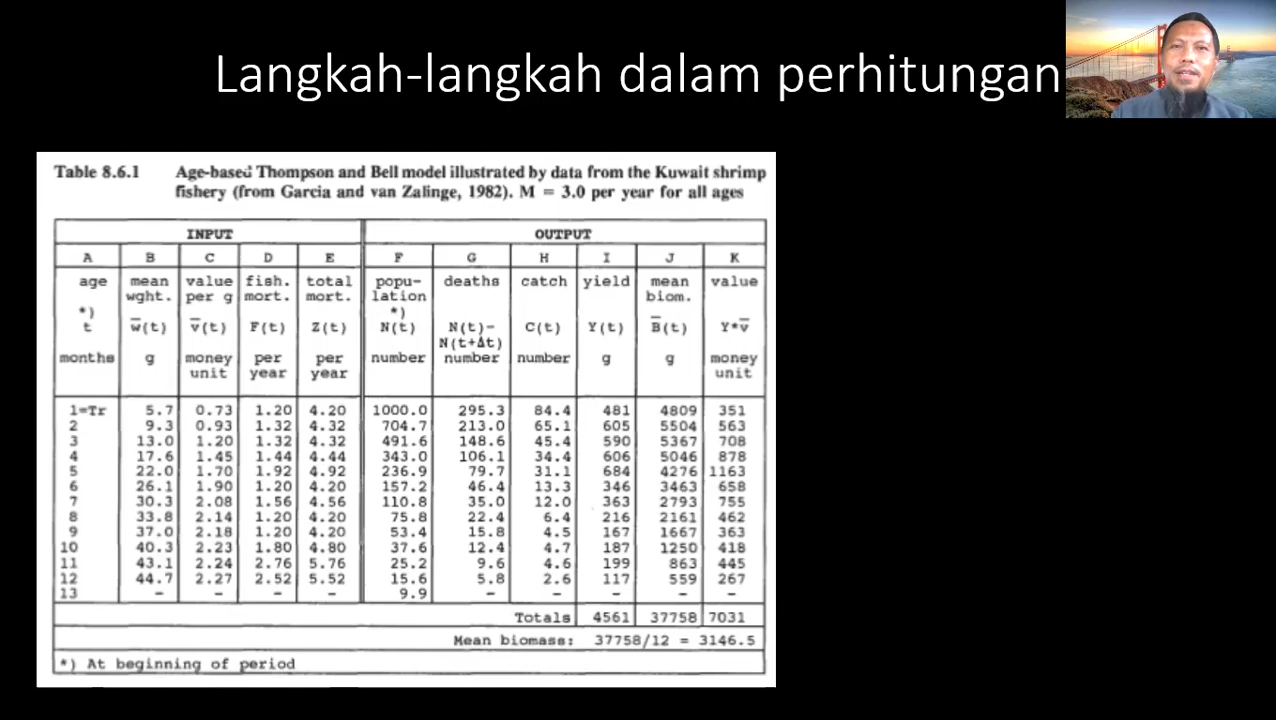 Langkah-langkah dalam perhitungan
Table 8.6.1 Age-based Thompson and Bell model illustrated by data from the Kuwait shrimp
fishery (from Garcia and van Zalinge, 1982). M = 3.0 per year for all ages
INPUT OUTPUT
A B C D E F G H I J K
age mean value fish. total popu- deaths catch yield mean value
wght. per g mort. mort. lation biom.
*) *)
t w̅(t) v̅(t) F(t) Z(t) N(t) N(t)- C(t) Y(t) B̅(t) Y*v̅
N(t+Δt)
months g money per per number number number g g money
unit year year unit
1=Tr 5.7 0.73 1.20 4.20 1000.0 295.3 84.4 481 4809 351
2 9.3 0.93 1.32 4.32 704.7 213.0 65.1 605 5504 563
3 13.0 1.20 1.32 4.32 491.6 148.6 45.4 590 5367 708
4 17.6 1.45 1.44 4.44 343.0 106.1 34.4 606 5046 878
5 22.0 1.70 1.92 4.92 236.9 79.7 31.1 684 4276 1163
6 26.1 1.90 1.20 4.20 157.2 46.4 13.3 346 3463 658
7 30.3 2.08 1.56 4.56 110.8 35.0 12.0 363 2793 755
8 33.8 2.14 1.20 4.20 75.8 22.4 6.4 216 2161 462
9 37.0 2.18 1.20 4.20 53.4 15.8 4.5 167 1667 363
10 40.3 2.23 1.80 4.80 37.6 12.4 4.7 187 1250 418
11 43.1 2.24 2.76 5.76 25.2 9.6 4.6 199 863 445
12 44.7 2.27 2.52 5.52 15.6 5.8 2.6 117 559 267
13 - - - - 9.9 - - - - -
Totals 4561 37758 7031
Mean biomass: 37758/12 = 3146.5
*) At beginning of period